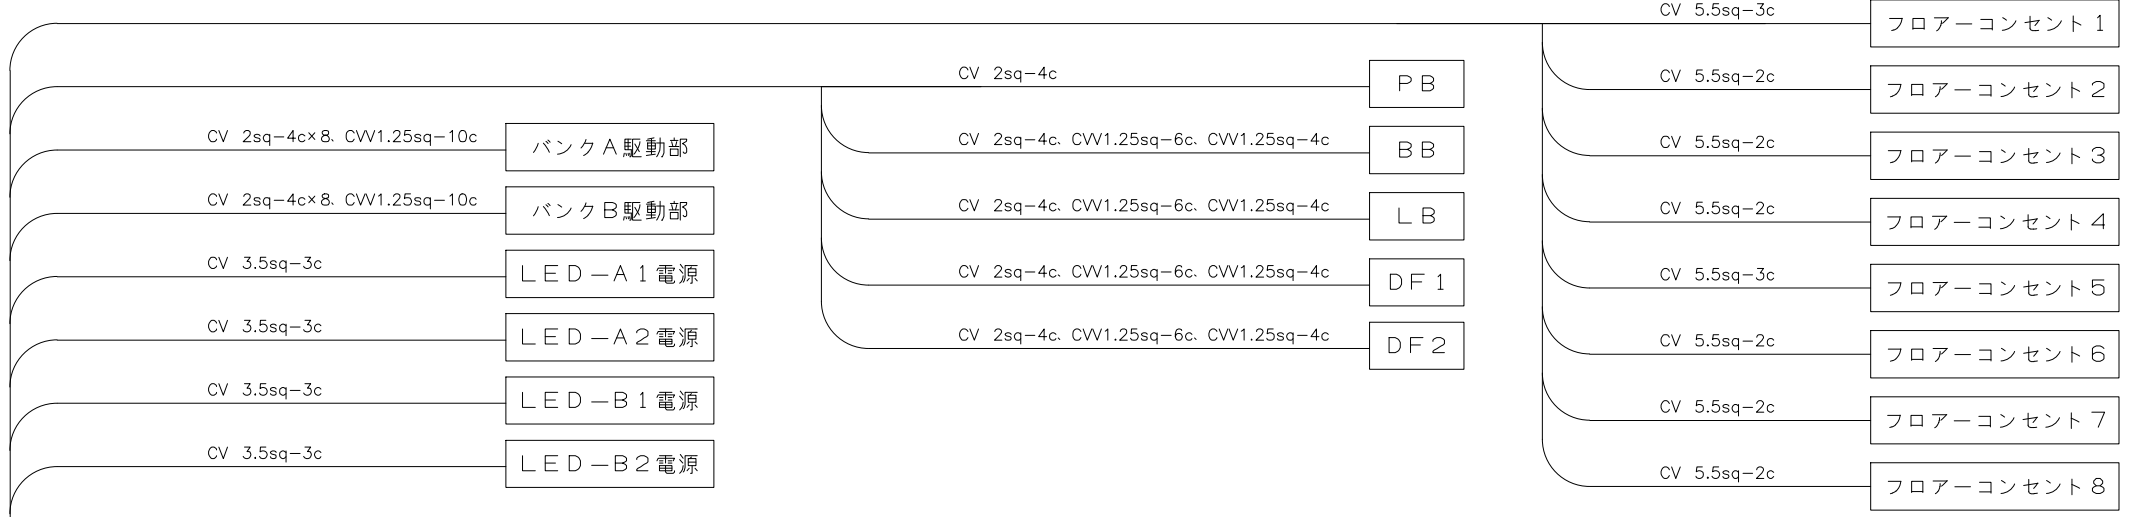 CV 5.5sq-3c
フロアーコンセント1
CV 5.5sq-2c
フロアーコンセント2
CV 5.5sq-2c
フロアーコンセント3
CV 5.5sq-2c
フロアーコンセント4
CV 5.5sq-3c
フロアーコンセント5
CV 5.5sq-2c
フロアーコンセント6
CV 5.5sq-2c
フロアーコンセント7
CV 5.5sq-2c
フロアーコンセント8
CV 2sq-4c
PB
CV 2sq-4c、CVV1.25sq-6c、CVV1.25sq-4c
BB
CV 2sq-4c、CVV1.25sq-6c、CVV1.25sq-4c
LB
CV 2sq-4c、CVV1.25sq-6c、CVV1.25sq-4c
DF1
CV 2sq-4c、CVV1.25sq-6c、CVV1.25sq-4c
DF2
CV 2sq-4c×8、CVV1.25sq-10c
バンクA駆動部
CV 2sq-4c×8、CVV1.25sq-10c
バンクB駆動部
CV 3.5sq-3c
LED-A1電源
CV 3.5sq-3c
LED-A2電源
CV 3.5sq-3c
LED-B1電源
CV 3.5sq-3c
LED-B2電源